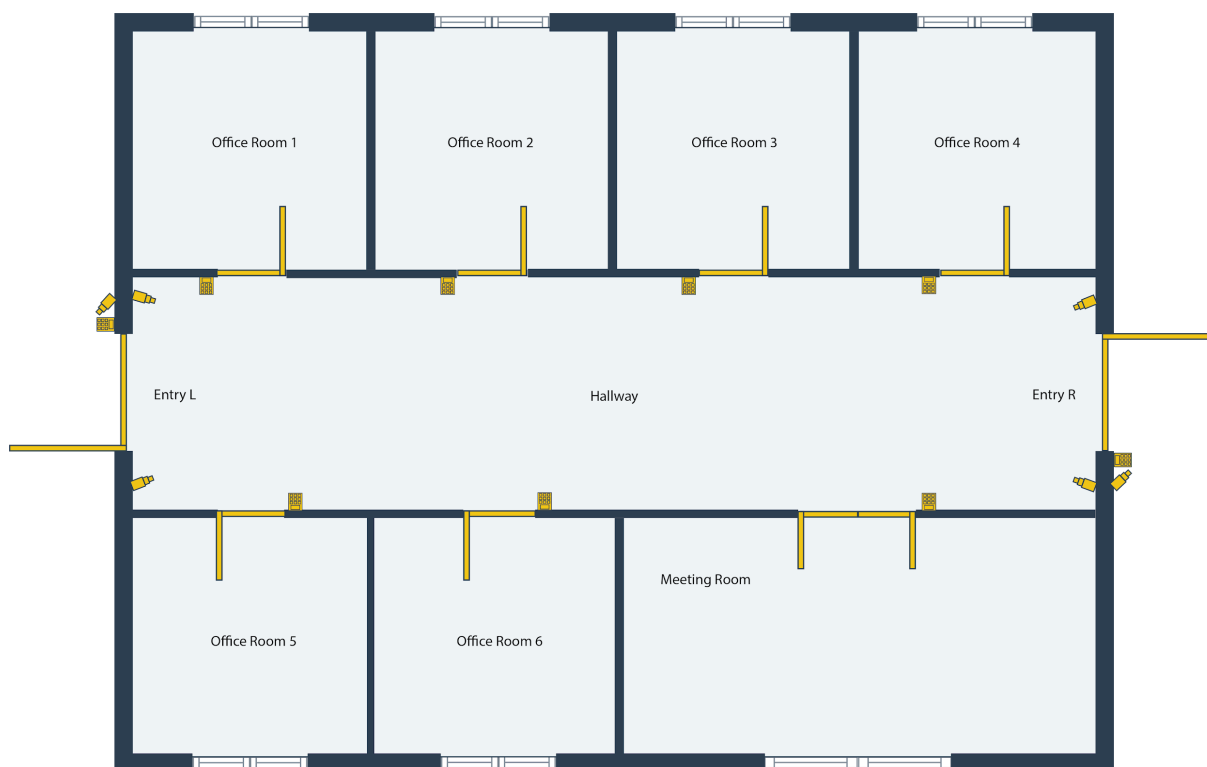 Office Room 1
Office Room 2
Office Room 3
Office Room 4
Entry L
Hallway
Entry R
Meeting Room
Office Room 5
Office Room 6